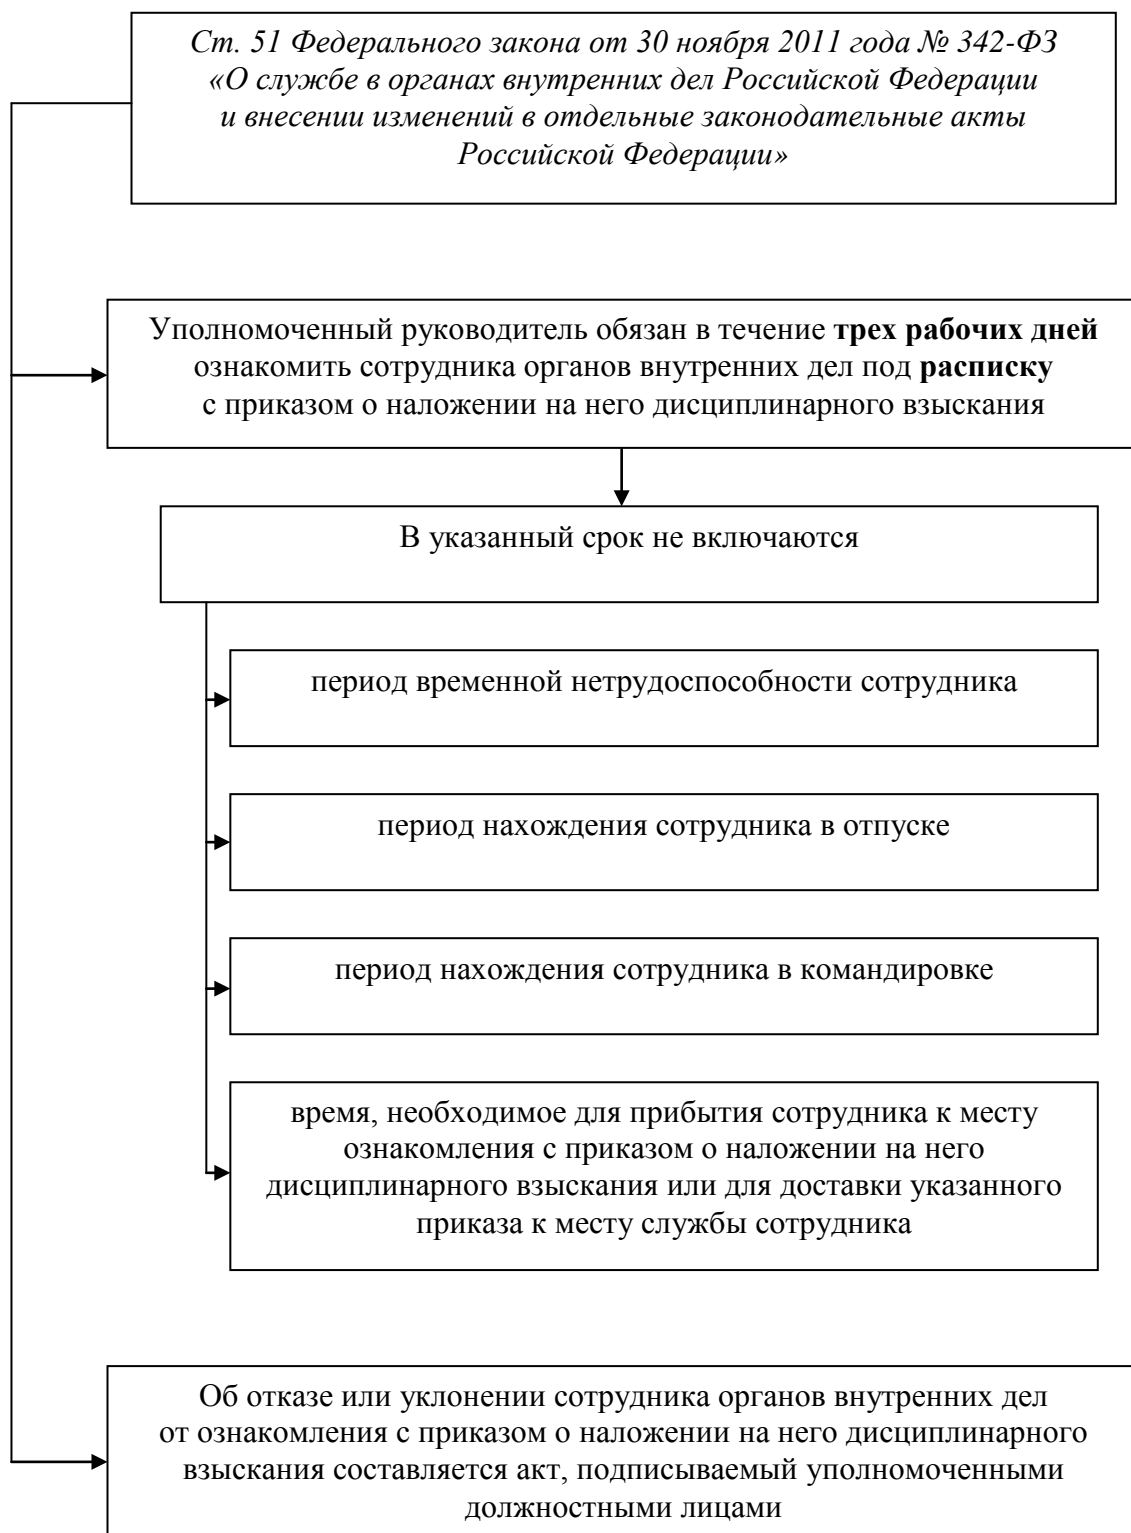 Ст. 51 Федерального закона от 30 ноября 2011 года № 342-ФЗ
«О службе в органах внутренних дел Российской Федерации
и внесении изменений в отдельные законодательные акты
Российской Федерации»
Уполномоченный руководитель обязан в течение трех рабочих дней
ознакомить сотрудника органов внутренних дел под расписку
с приказом о наложении на него дисциплинарного взыскания
В указанный срок не включаются
период временной нетрудоспособности сотрудника
период нахождения сотрудника в отпуске
период нахождения сотрудника в командировке
время, необходимое для прибытия сотрудника к месту
ознакомления с приказом о наложении на него
дисциплинарного взыскания или для доставки указанного
приказа к месту службы сотрудника
Об отказе или уклонении сотрудника органов внутренних дел
от ознакомления с приказом о наложении на него дисциплинарного
взыскания составляется акт, подписываемый уполномоченными
должностными лицами